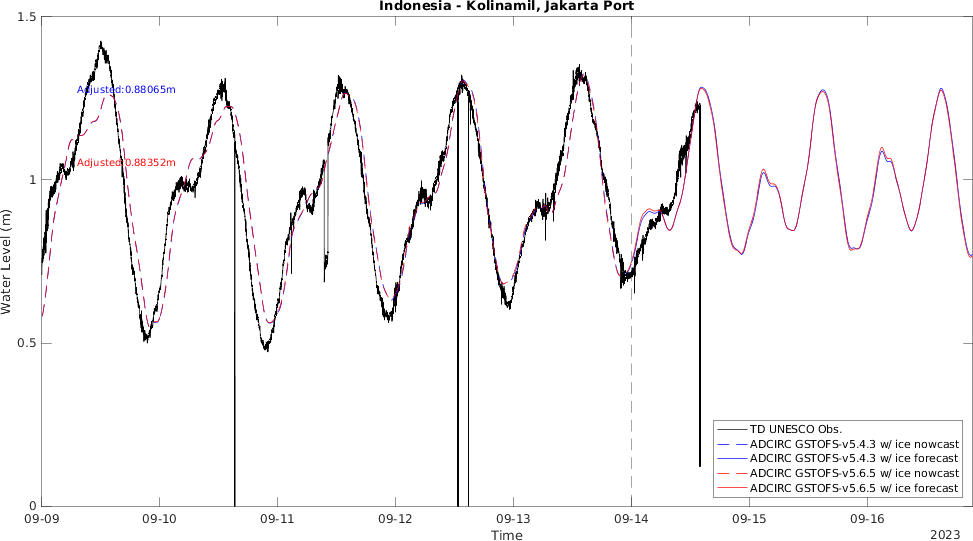 Indonesia - Kolinamil, Jakarta Port
1.5
1
0.5
0
Water Level (m)
Adjusted:0.88065m
Adjusted:0.88352m
TD UNESCO Obs.
ADCIRC GSTOFS-v5.4.3 w/ ice nowcast
ADCIRC GSTOFS-v5.4.3 w/ ice forecast
ADCIRC GSTOFS-v5.6.5 w/ ice nowcast
ADCIRC GSTOFS-v5.6.5 w/ ice forecast
09-09 09-10 09-11 09-12 09-13 09-14 09-15 09-16
Time
2023